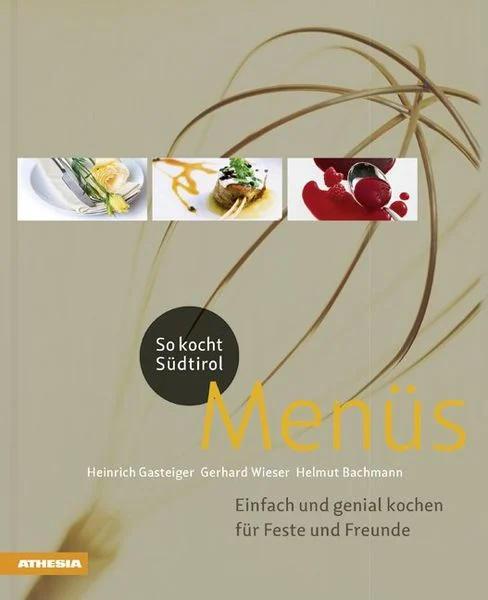 So kocht
Südtirol
Menüs
Heinrich Gasteiger Gerhard Wieser Helmut Bachmann
Einfach und genial kochen
für Feste und Freunde
ATHESIA